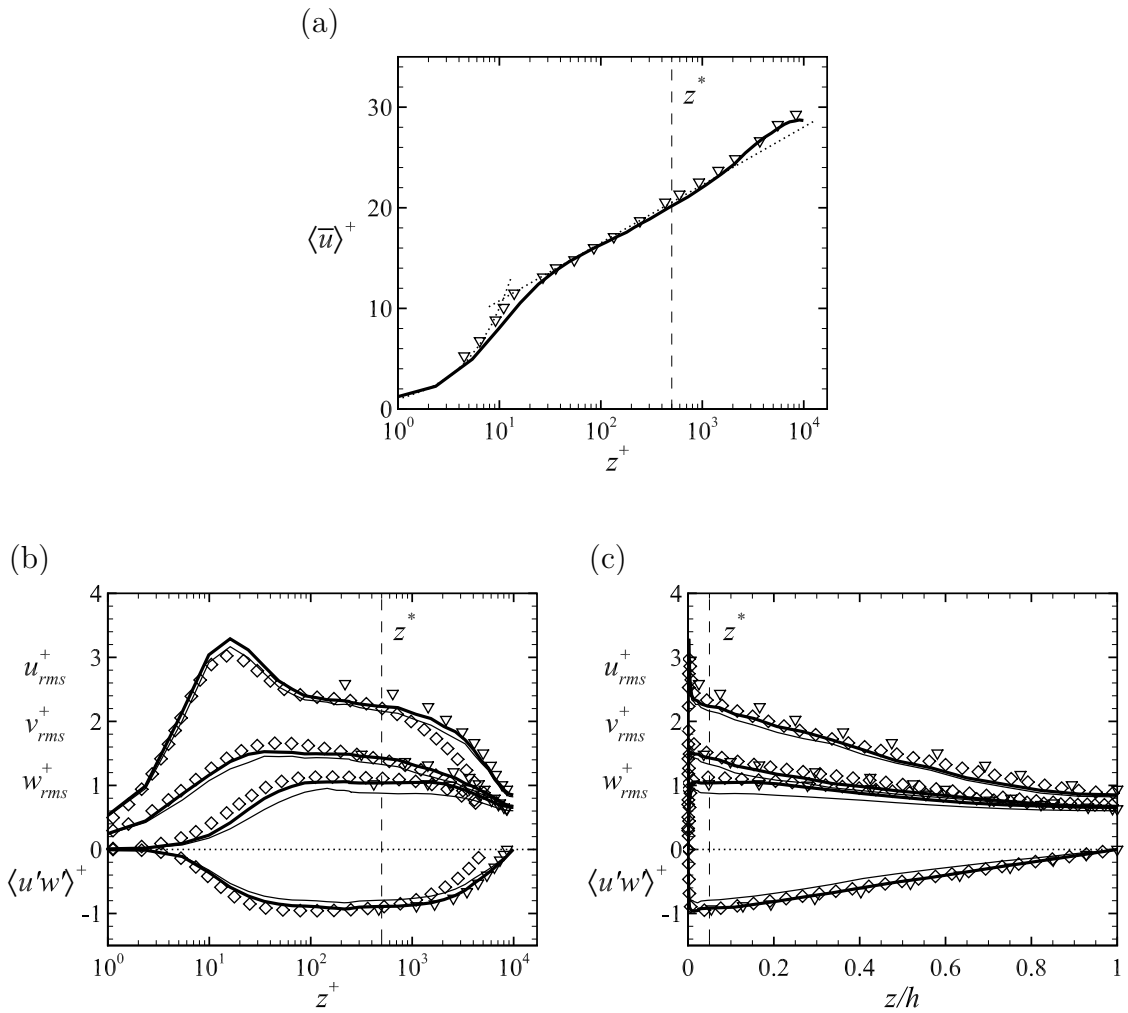 (a)
30
20
10
0
⟨u̅⟩⁺
z*
10⁰ 10¹ 10² 10³ 10⁴
z⁺
(b)
4
3
2
1
0
-1
u⁺rms
v⁺rms
w⁺rms
⟨u'w'⟩⁺
z*
10⁰ 10¹ 10² 10³ 10⁴
z⁺
(c)
4
3
2
1
0
-1
u⁺rms
v⁺rms
w⁺rms
⟨u'w'⟩⁺
z*
0 0.2 0.4 0.6 0.8 1
z/h